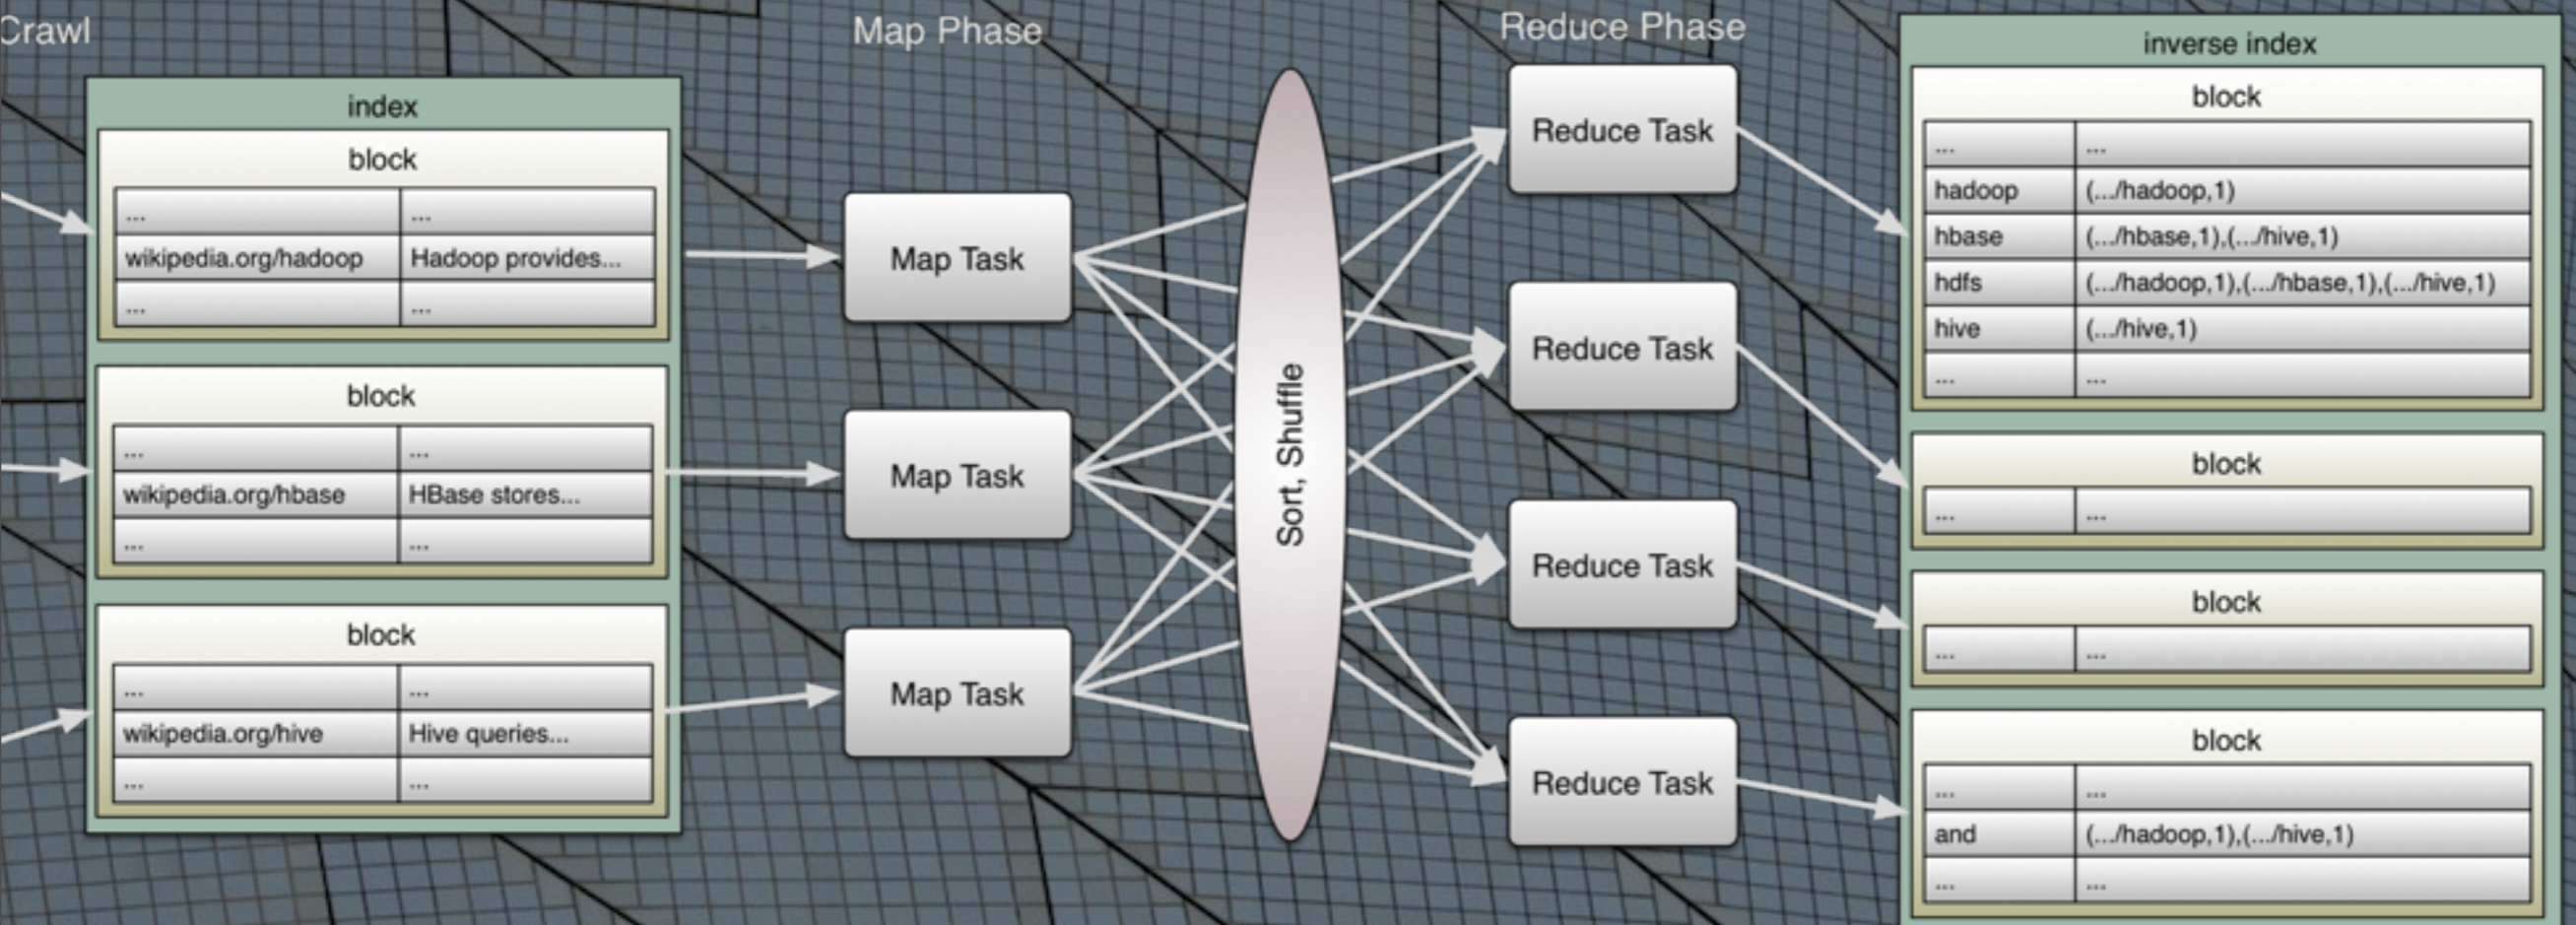 Crawl
Map Phase
Reduce Phase
index
block
... ...
wikipedia.org/hadoop Hadoop provides...
... ...
block
... ...
wikipedia.org/hbase HBase stores...
... ...
block
... ...
wikipedia.org/hive Hive queries...
... ...
Map Task
Map Task
Map Task
Sort, Shuffle
Reduce Task
Reduce Task
Reduce Task
Reduce Task
inverse index
block
... ...
hadoop (.../hadoop,1)
hbase (.../hbase,1),(.../hive,1)
hdfs (.../hadoop,1),(.../hbase,1),(.../hive,1)
hive (.../hive,1)
... ...
block
... ...
block
... ...
block
... ...
and (.../hadoop,1),(.../hive,1)
... ...